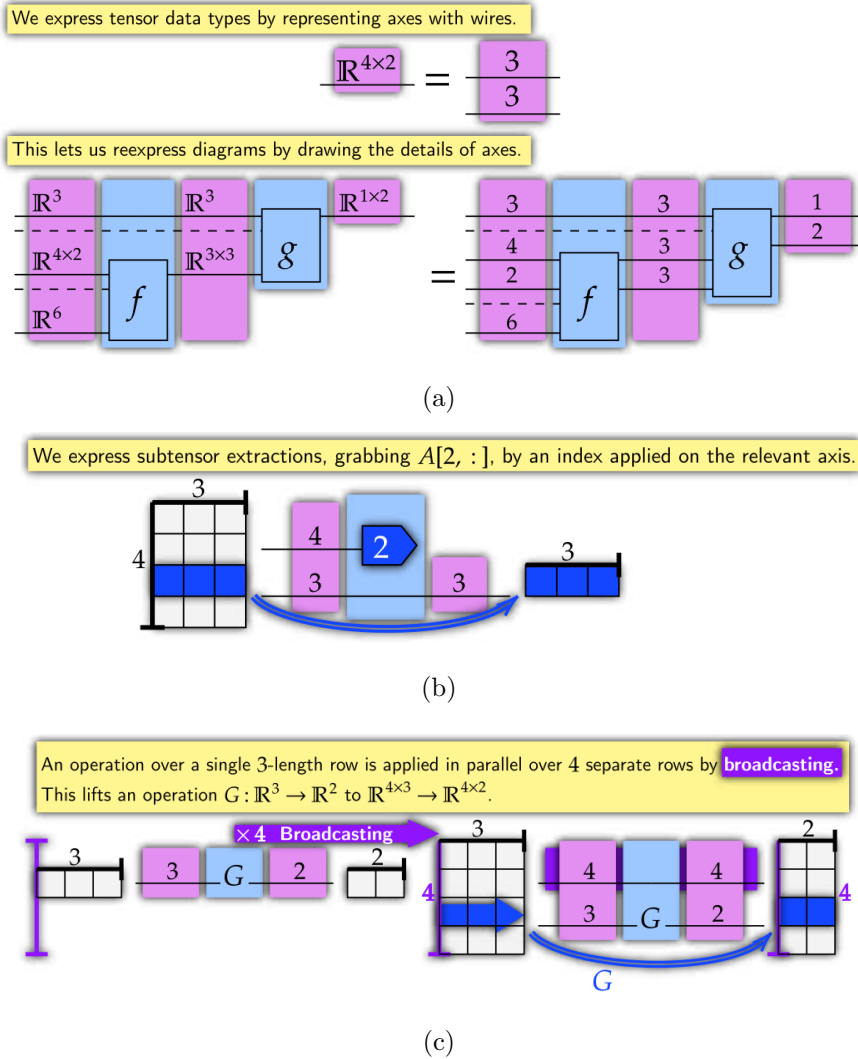 We express tensor data types by representing axes with wires.
ℝ^{4×2} = 3
3
This lets us reexpress diagrams by drawing the details of axes.
ℝ^3 ℝ^3 ℝ^{1×2} 3 3 1
g 2 g
ℝ^{4×2} ℝ^{3×3} = 4 3
f 2 f 3
ℝ^6 6
(a)
We express subtensor extractions, grabbing A[2, :], by an index applied on the relevant axis.
3
4 4 2 3
3 3
(b)
An operation over a single 3-length row is applied in parallel over 4 separate rows by broadcasting.
This lifts an operation G: ℝ^3 → ℝ^2 to ℝ^{4×3} → ℝ^{4×2}.
×4 Broadcasting
3 3 G 2 2
3 4 4 2
4 3 G 2 4
G
(c)